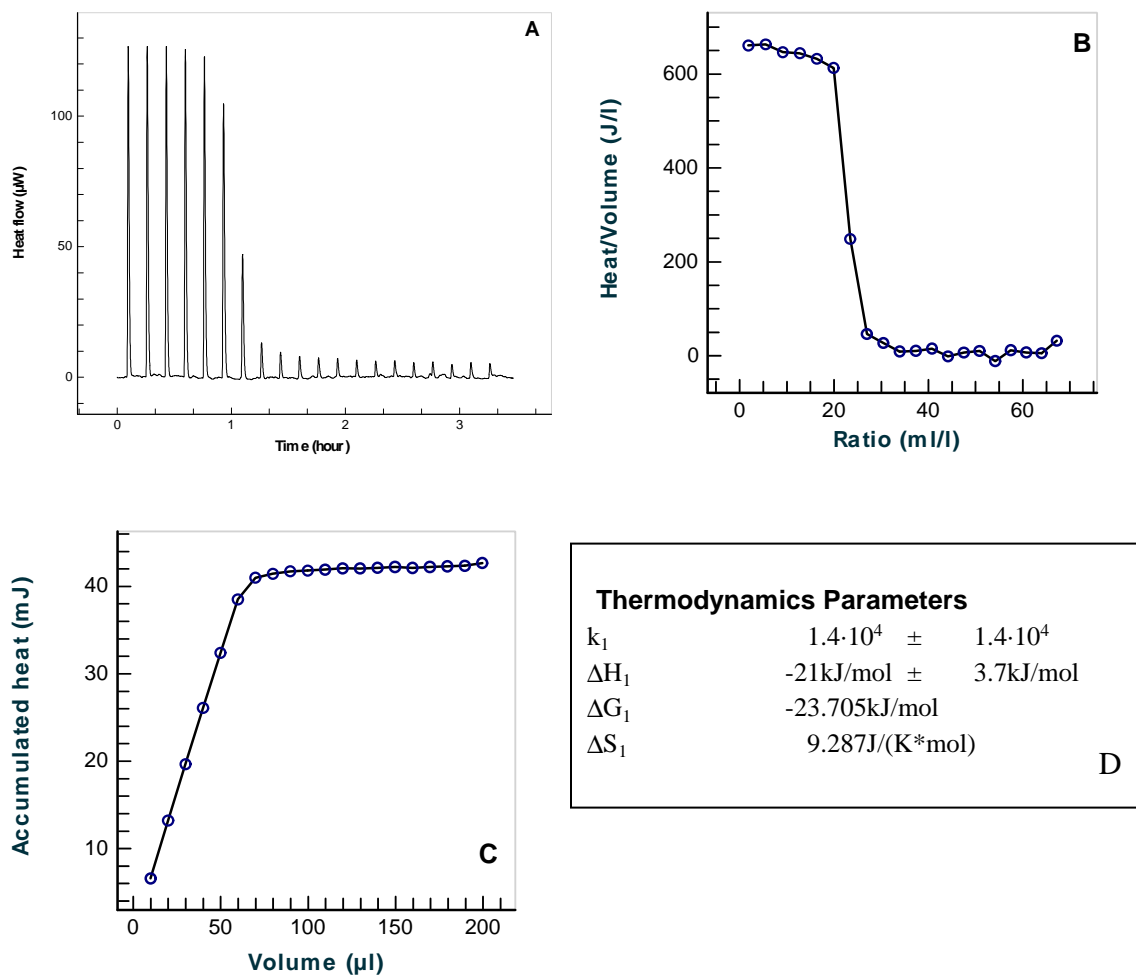 A
100
50
0
Heat flow (µW)
0
1
2
3
Time (hour)
B
600
400
200
0
Heat/Volume (J/l)
0
20
40
60
Ratio (ml/l)
40
30
20
10
Accumulated heat (mJ)
C
0
50
100
150
200
Volume (µl)
Thermodynamics Parameters
k₁ 1.4·10⁴ ± 1.4·10⁴
ΔH₁ -21kJ/mol ± 3.7kJ/mol
ΔG₁ -23.705kJ/mol
ΔS₁ 9.287J/(K*mol)
D